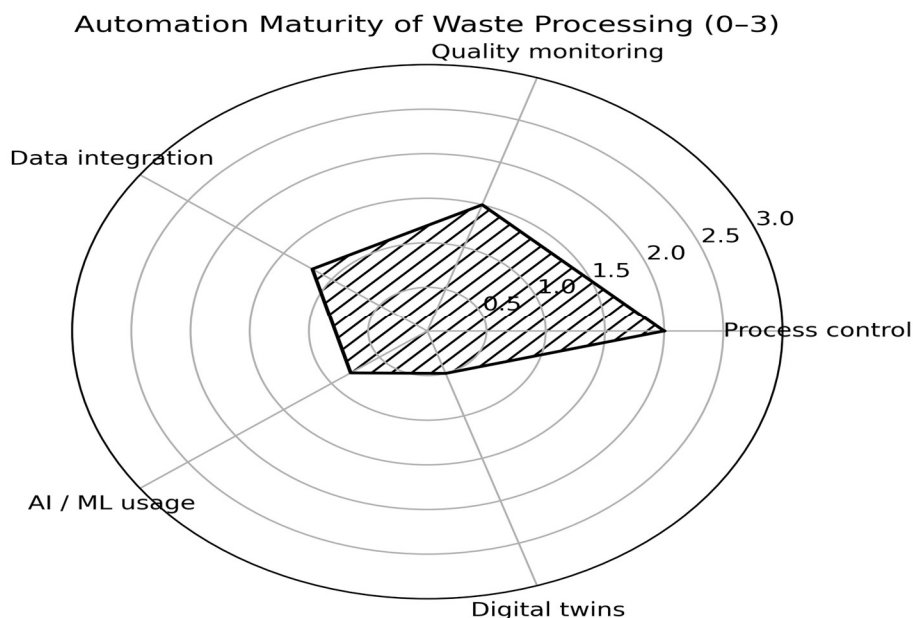 Automation Maturity of Waste Processing (0–3)
Quality monitoring
Data integration
3.0
2.5
2.0
1.5
1.0
0.5
Process control
AI / ML usage
Digital twins